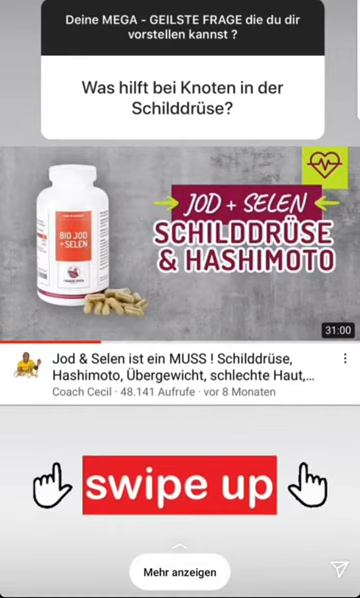 Deine MEGA - GEILSTE FRAGE die du dir
vorstellen kannst ?
Was hilft bei Knoten in der
Schilddrüse?
BIO JOD
+ SELEN
JOD + SELEN
SCHILDDRÜSE
& HASHIMOTO
31:00
Jod & Selen ist ein MUSS ! Schilddrüse,
Hashimoto, Übergewicht, schlechte Haut,...
Coach Cecil · 48.141 Aufrufe · vor 8 Monaten
swipe up
Mehr anzeigen